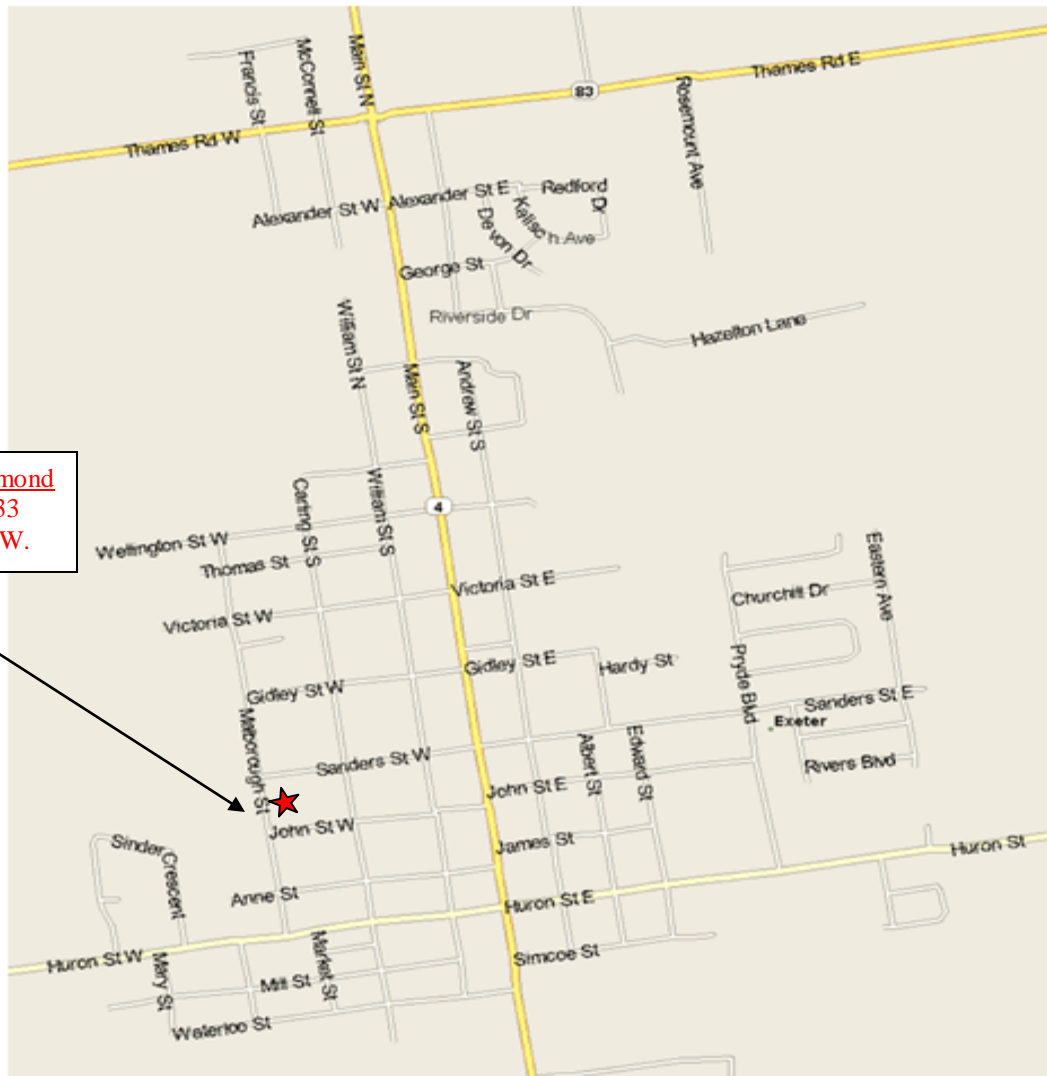 Main St N
Francis St
McConnell St
Thames Rd E
83
Rosemount Ave
Thames Rd W
Alexander St W
Alexander St E
Redford Dr
Kalisch Ave
Devon Dr
George St
Riverside Dr
Hazelton Lane
William St N
Main St S
Andrew St S
mond
33
W.
Carling St S
William St S
4
Wellington St W
Thomas St
Victoria St E
Churchill Dr
Eastern Ave
Victoria St W
Gidley St E
Hardy St
Pryde Blvd
Gidley St W
Sanders St E
Exeter
Marlborough St
Sanders St W
Albert St
Edward St
Rivers Blvd
John St E
John St W
James St
Sinder Crescent
Huron St
Anne St
Huron St E
Huron St W
Mary St
Market St
Simcoe St
Mill St
Waterloo St